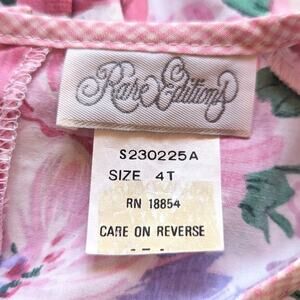 Rare Editions
S230225A
SIZE 4T
RN 18854
CARE ON REVERSE